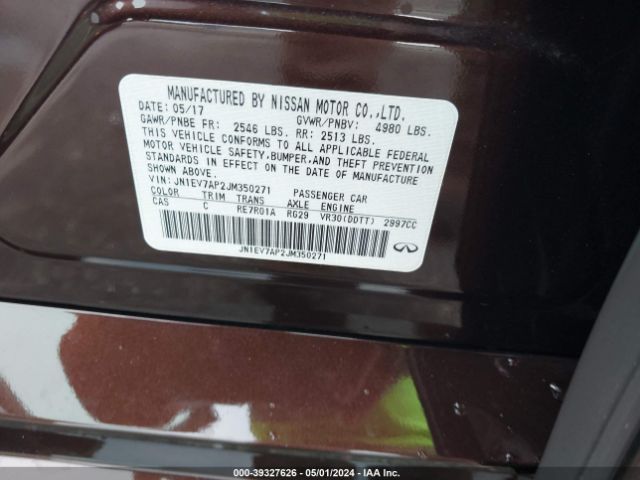 MANUFACTURED BY NISSAN MOTOR CO.,LTD.
DATE: 05/17 GVWR/PNBV: 4980 LBS.
GAWR/PNBE FR: 2546 LBS. RR: 2513 LBS.
THIS VEHICLE CONFORMS TO ALL APPLICABLE FEDERAL
MOTOR VEHICLE SAFETY,BUMPER,AND THEFT PREVENTION
STANDARDS IN EFFECT ON THE DATE OF MANUFACTURE
SHOWN ABOVE.
VIN: JN1EV7AP2JM350271 PASSENGER CAR
COLOR TRIM TRANS AXLE ENGINE
CAS C RE7R01A RG29 VR30(DDTT) 2997CC
JN1EV7AP2JM350271
INFINITI
000-39327626 - 05/01/2024 - IAA Inc.